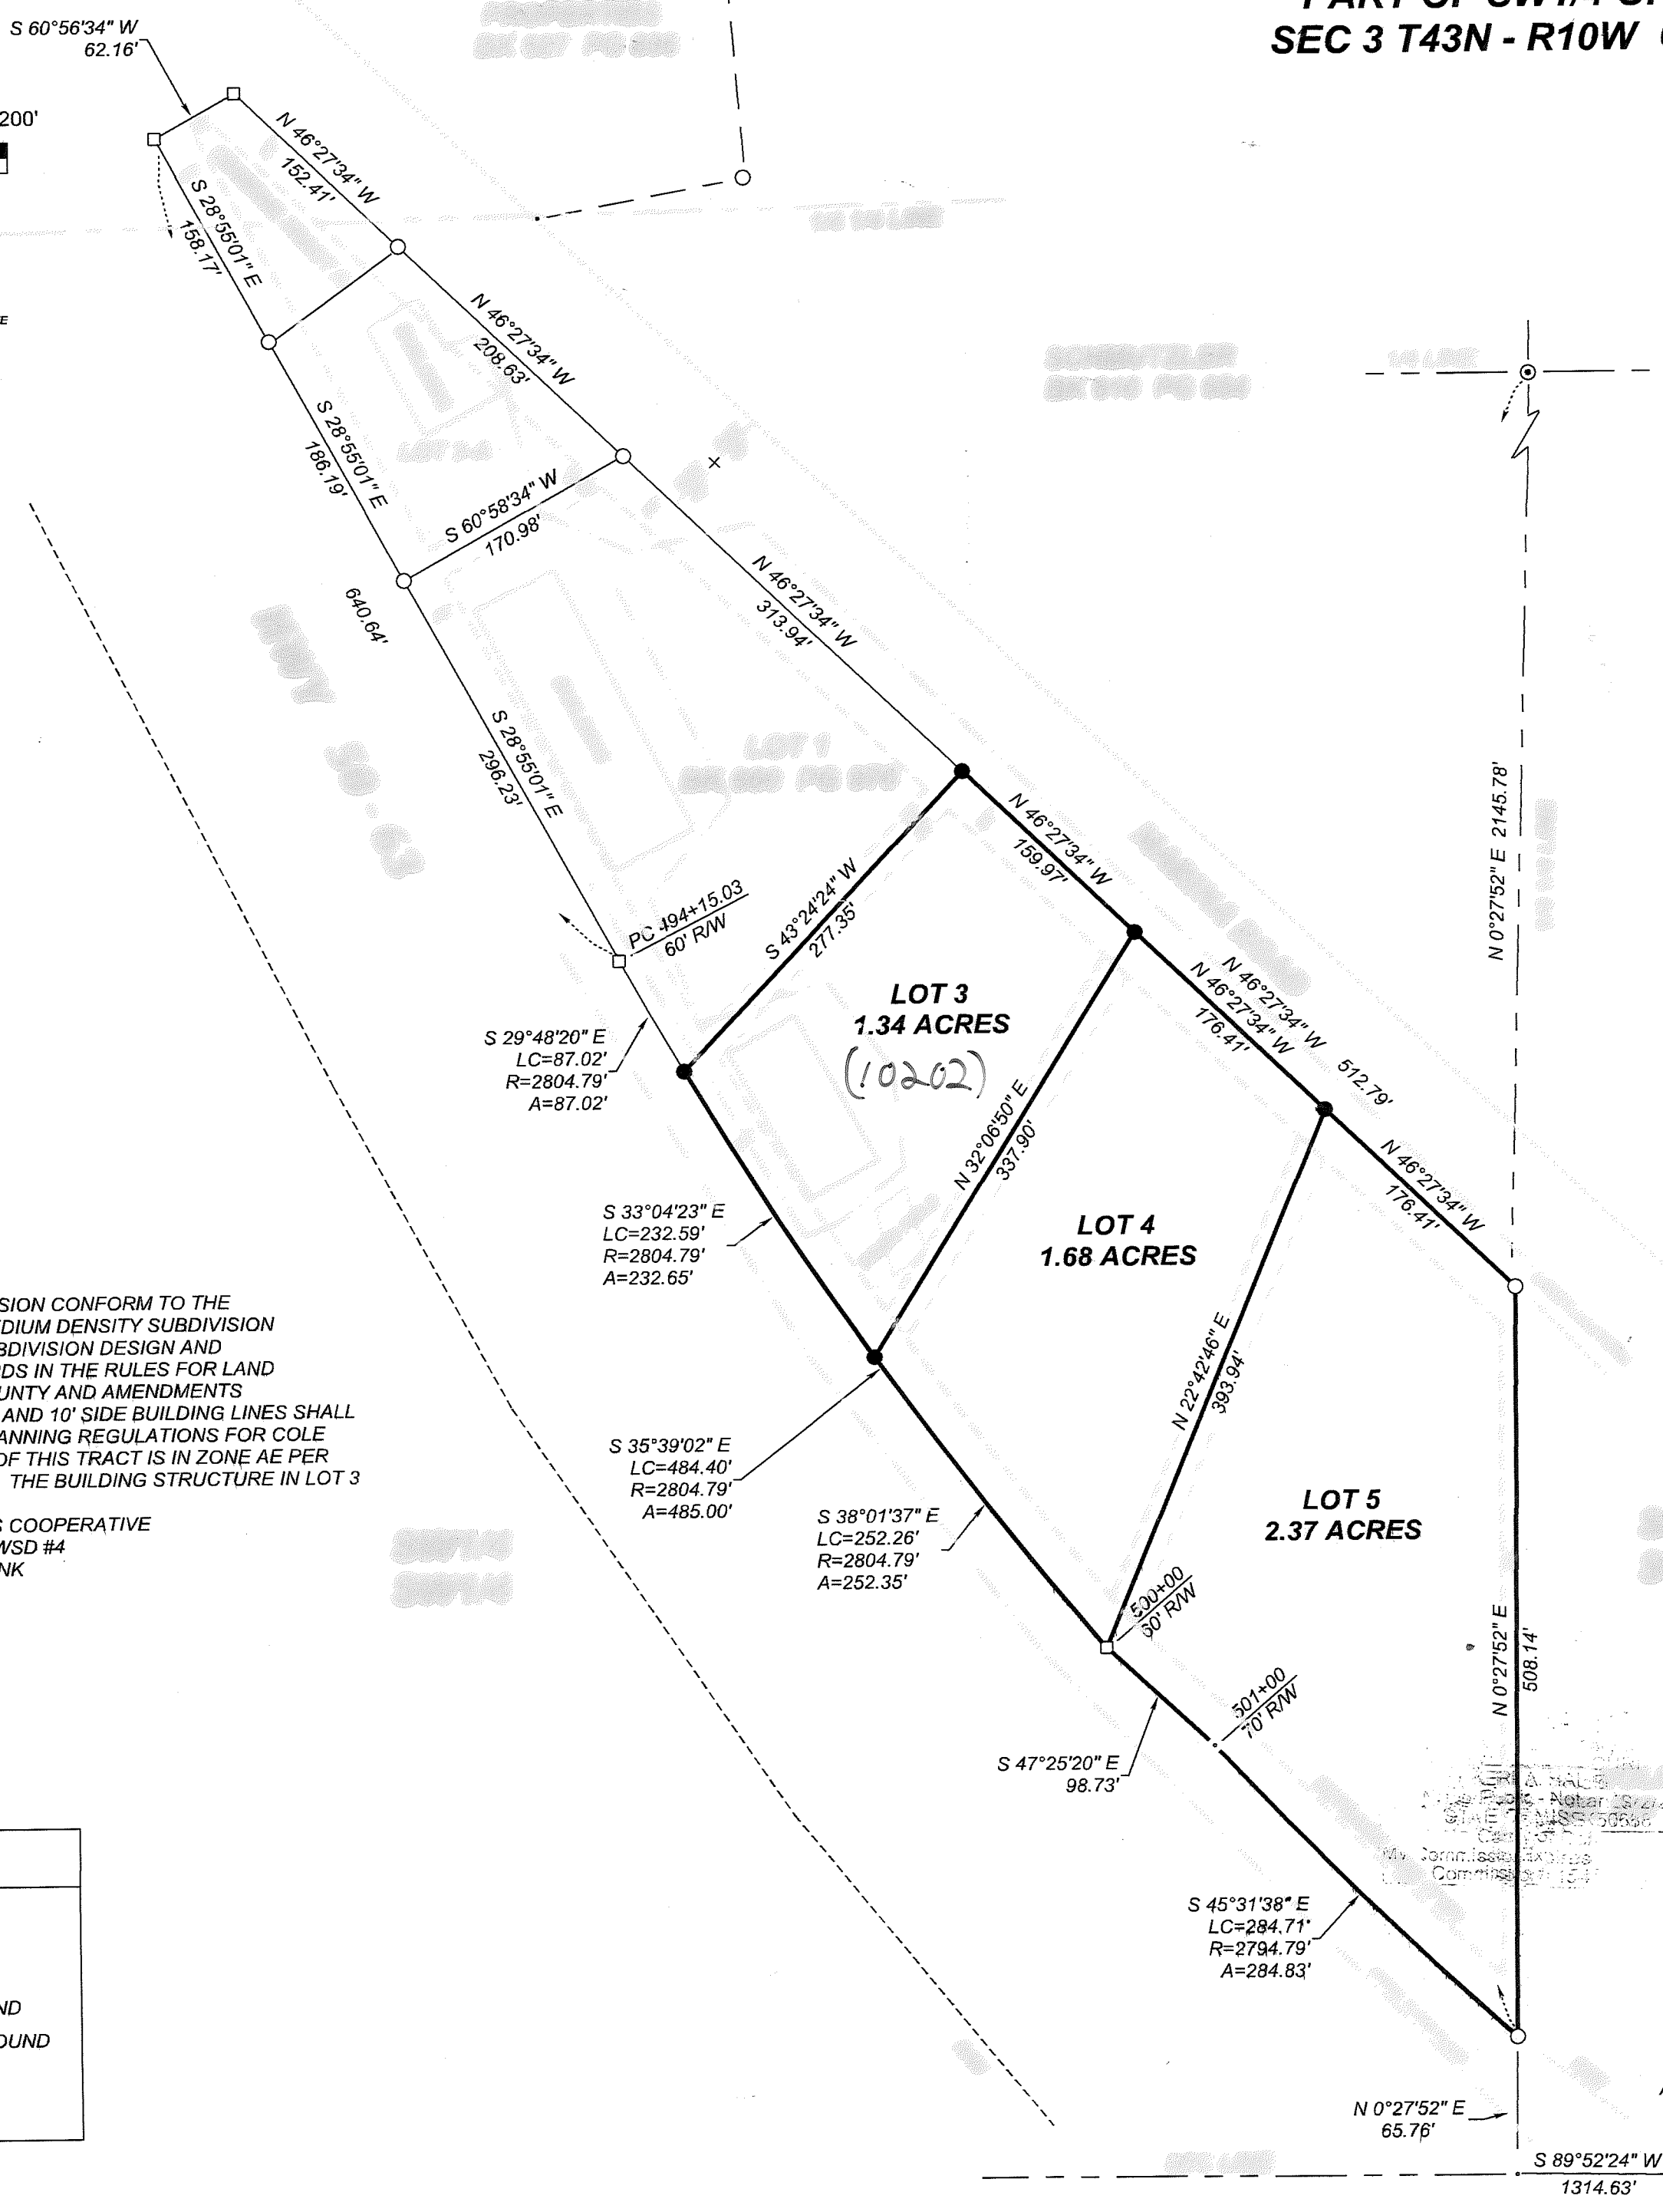 SEC 3 T43N - R10W
S 60°56'34" W
62.16'
200'
N 46°27'34" W
152.41'
S 28°55'01" E
158.17'
N 46°27'34" W
208.63'
S 28°55'01" E
186.19'
S 60°58'34" W
170.98'
640.64'
N 46°27'34" W
313.94'
HWY 50 - 63
S 28°55'01" E
296.23'
LOT 1
N 0°27'52" E 2145.78'
N 46°27'34" W
159.97'
S 43°24'24" W
277.35'
PC 494+15.03
60' R/W
N 46°27'34" W
N 46°27'34" W
176.41'
512.79'
LOT 3
1.34 ACRES
(10202)
S 29°48'20" E
LC=87.02'
R=2804.79'
A=87.02'
N 32°06'50" E
337.90'
N 46°27'34" W
176.41'
S 33°04'23" E
LC=232.59'
R=2804.79'
A=232.65'
LOT 4
1.68 ACRES
N 22°42'46" E
393.94'
SION CONFORM TO THE
DIUM DENSITY SUBDIVISION
BDIVISION DESIGN AND
DS IN THE RULES FOR LAND
UNTY AND AMENDMENTS
AND 10' SIDE BUILDING LINES SHALL
ANNING REGULATIONS FOR COLE
OF THIS TRACT IS IN ZONE AE PER
THE BUILDING STRUCTURE IN LOT 3
S COOPERATIVE
WSD #4
NK
S 35°39'02" E
LC=484.40'
R=2804.79'
A=485.00'
S 38°01'37" E
LC=252.26'
R=2804.79'
A=252.35'
LOT 5
2.37 ACRES
500+00
60' R/W
N 0°27'52" E
508.14'
501+00
70' R/W
S 47°25'20" E
98.73'
S 45°31'38" E
LC=284.71'
R=2794.79'
A=284.83'
ND
OUND
N 0°27'52" E
65.76'
S 89°52'24" W
1314.63'